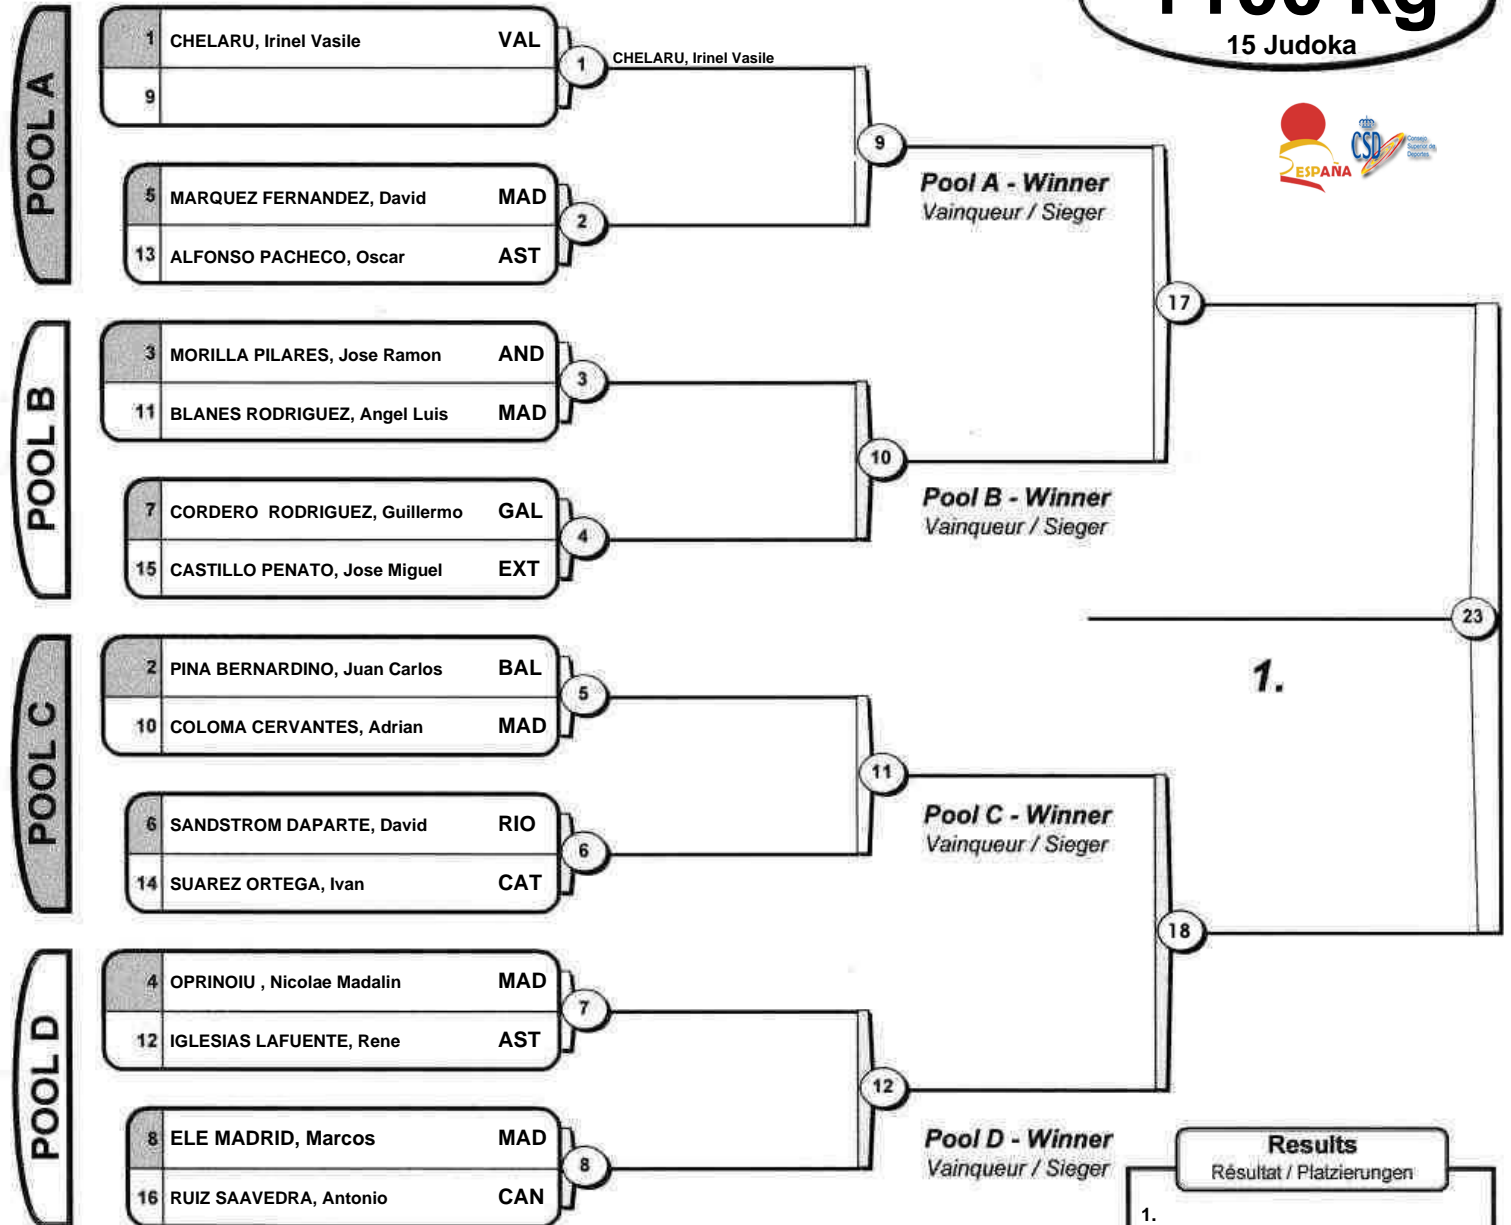 100 kg
15 Judoka
ESPAÑA
CSD
Consejo
Superior de
Deportes
POOL A
1 CHELARU, Irinel Vasile VAL
9
1
CHELARU, Irinel Vasile
5 MARQUEZ FERNANDEZ, David MAD
13 ALFONSO PACHECO, Oscar AST
2
9
Pool A - Winner
Vainqueur / Sieger
POOL B
3 MORILLA PILARES, Jose Ramon AND
11 BLANES RODRIGUEZ, Angel Luis MAD
3
7 CORDERO RODRIGUEZ, Guillermo GAL
15 CASTILLO PENATO, Jose Miguel EXT
4
10
Pool B - Winner
Vainqueur / Sieger
17
POOL C
2 PINA BERNARDINO, Juan Carlos BAL
10 COLOMA CERVANTES, Adrian MAD
5
6 SANDSTROM DAPARTE, David RIO
14 SUAREZ ORTEGA, Ivan CAT
6
11
Pool C - Winner
Vainqueur / Sieger
23
1.
POOL D
4 OPRINOIU , Nicolae Madalin MAD
12 IGLESIAS LAFUENTE, Rene AST
7
8 ELE MADRID, Marcos MAD
16 RUIZ SAAVEDRA, Antonio CAN
8
12
Pool D - Winner
Vainqueur / Sieger
18
Results
Résultat / Platzierungen
1.